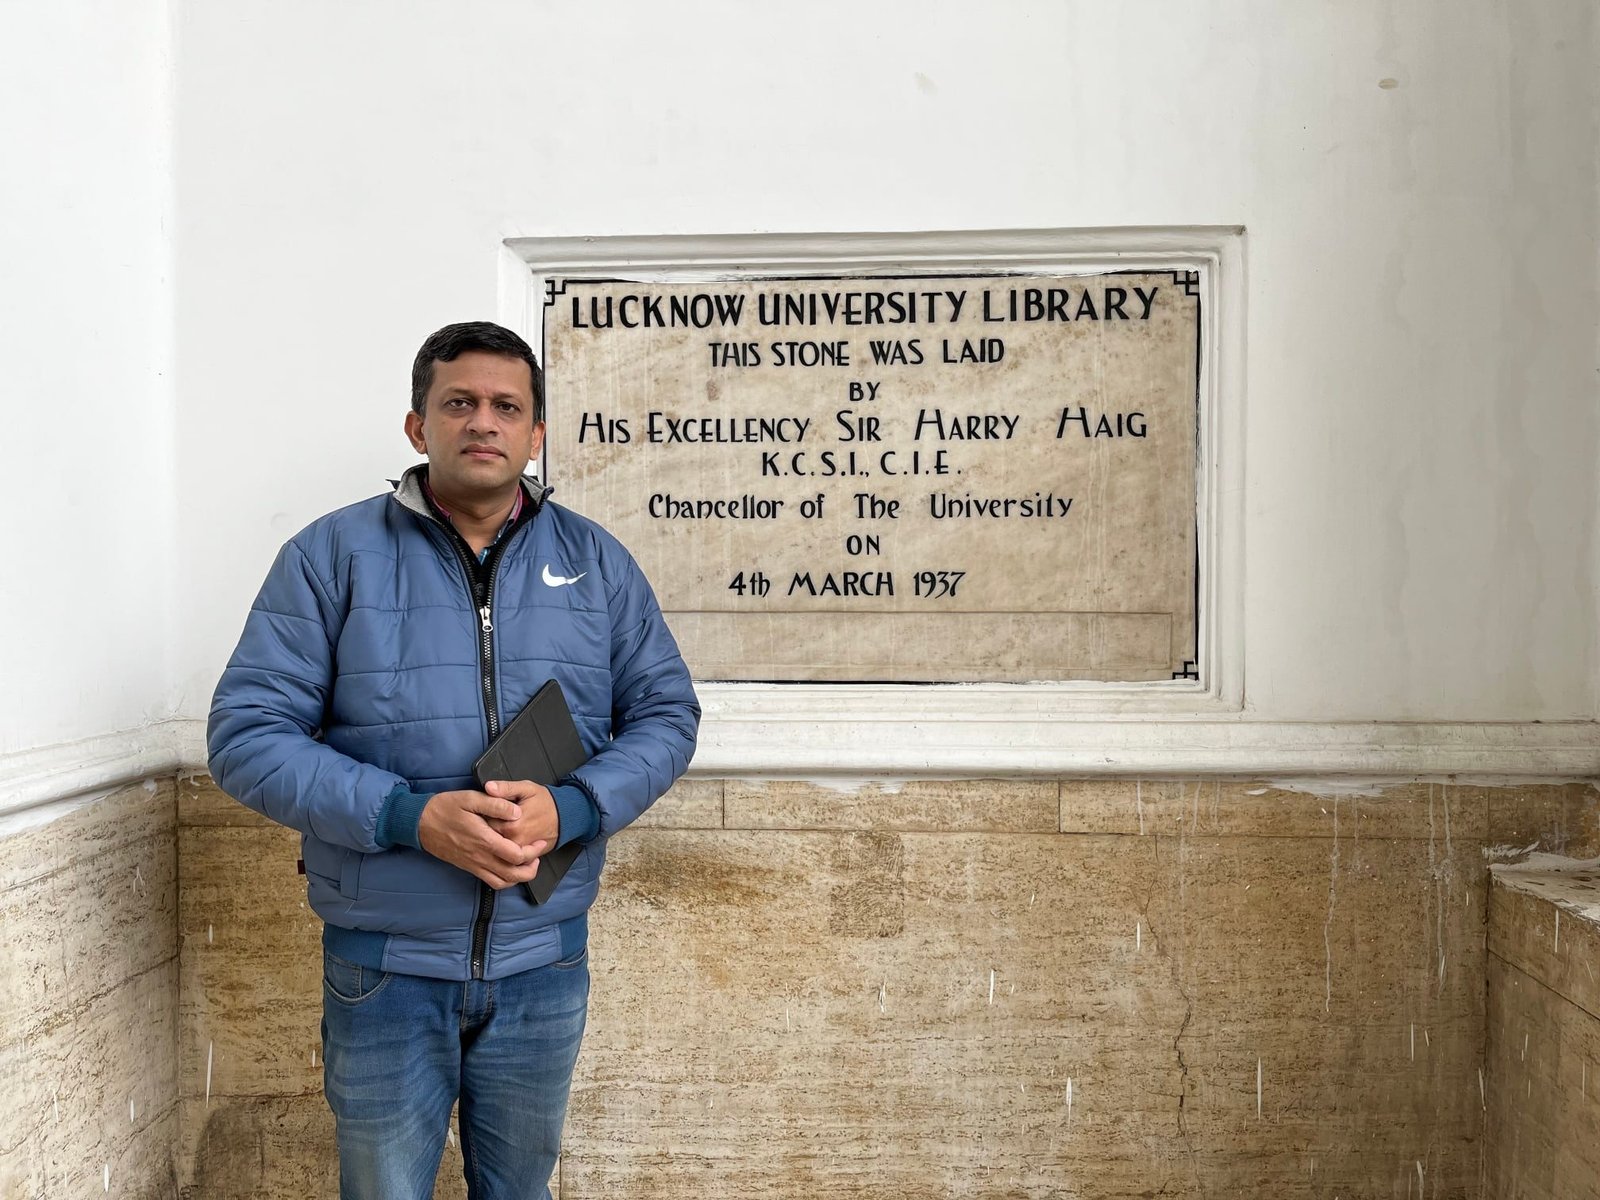 LUCKNOW UNIVERSITY LIBRARY
THIS STONE WAS LAID
BY
HIS EXCELLENCY SIR HARRY HAIG
K.C.S.I., C.I.E.
Chancellor of The University
ON
4th MARCH 1937